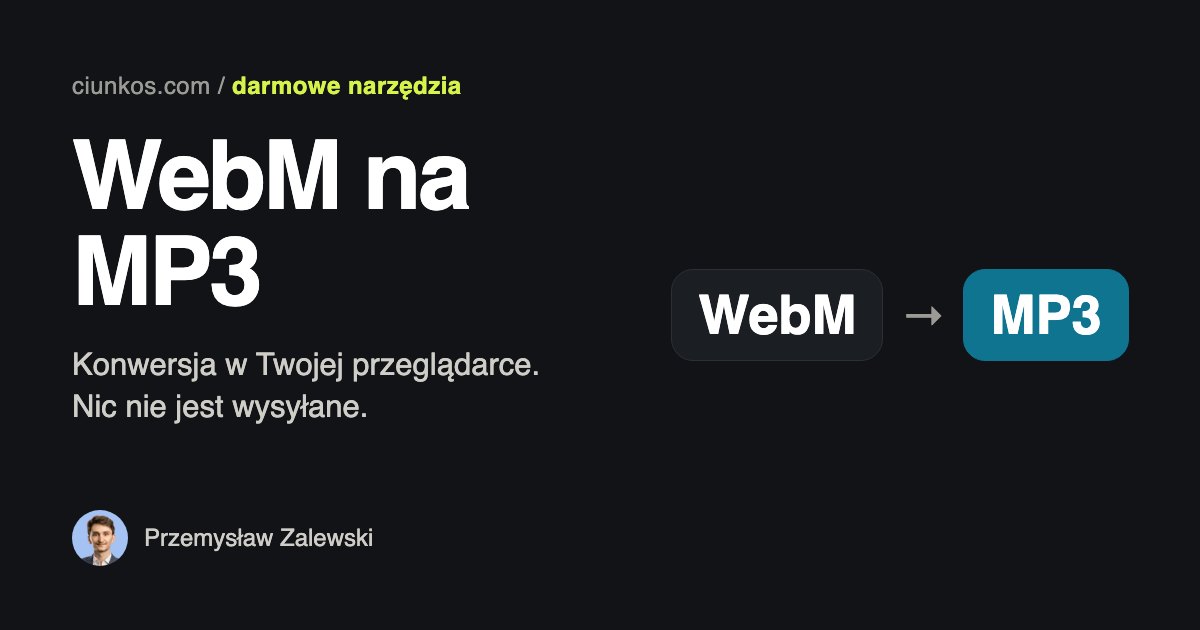 ciunkos.com / darmowe narzędzia
WebM na
MP3
Konwersja w Twojej przeglądarce.
Nic nie jest wysyłane.
WebM → MP3
Przemysław Zalewski